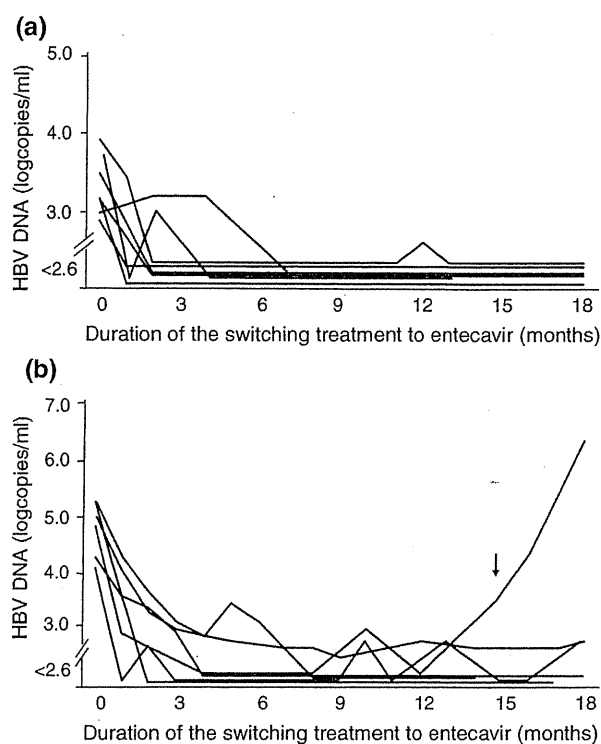 (a)
HBV DNA (logcopies/ml)
5.0
4.0
3.0
<2.6
0 3 6 9 12 15 18
Duration of the switching treatment to entecavir (months)
(b)
HBV DNA (logcopies/ml)
7.0
6.0
5.0
4.0
3.0
<2.6
0 3 6 9 12 15 18
Duration of the switching treatment to entecavir (months)